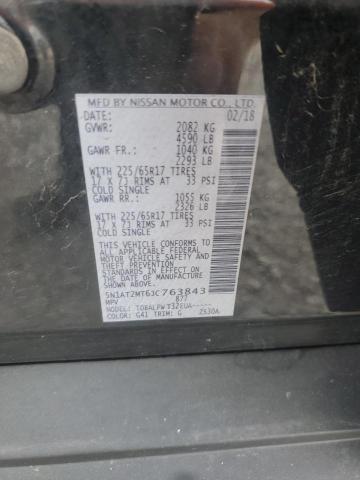 MFD BY NISSAN MOTOR CO., LTD.
DATE: 02/18
GVWR: 2082 KG
4590 LB
GAWR FR.: 1040 KG
2293 LB
WITH 225/65R17 TIRES
17 X 7J RIMS AT 33 PSI
COLD SINGLE
GAWR RR.: 1055 KG
2326 LB
WITH 225/65R17 TIRES
17 X 7J RIMS AT 33 PSI
COLD SINGLE
THIS VEHICLE CONFORMS TO
ALL APPLICABLE FEDERAL
MOTOR VEHICLE SAFETY AND
THEFT PREVENTION STANDARDS
IN EFFECT ON THE DATE OF
MANUFACTURE
SHOWN ABOVE.
5N1AT2MT6JC763843
MPV 877
MODEL:
COLOR: G41 TRIM: G 2530A